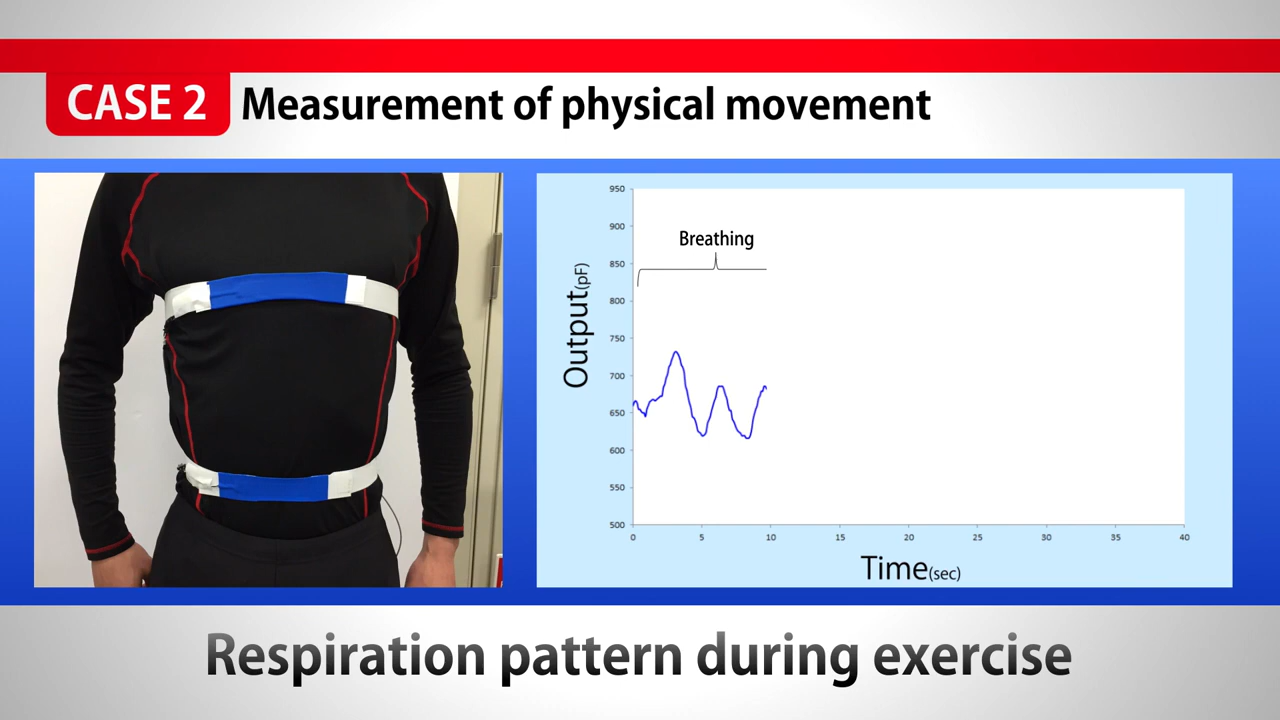 CASE 2
Measurement of physical movement
950
900
850
800
750
700
650
600
550
500
Output(pF)
Breathing
0 5 10 15 20 25 30 35 40
Time(sec)
Respiration pattern during exercise